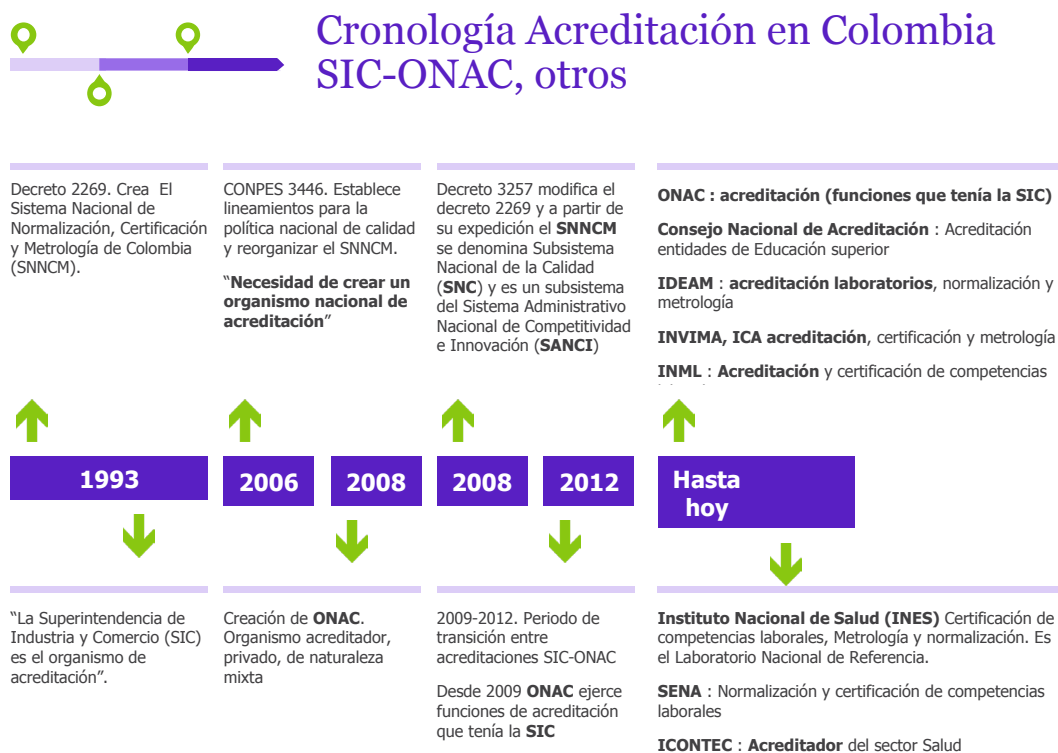 Cronología Acreditación en Colombia
SIC-ONAC, otros
Decreto 2269. Crea El
Sistema Nacional de
Normalización, Certificación
y Metrología de Colombia
(SNNCM).
CONPES 3446. Establece
lineamientos para la
política nacional de calidad
y reorganizar el SNNCM.
“Necesidad de crear un
organismo nacional de
acreditación”
Decreto 3257 modifica el
decreto 2269 y a partir de
su expedición el SNNCM
se denomina Subsistema
Nacional de la Calidad
(SNC) y es un subsistema
del Sistema Administrativo
Nacional de Competitividad
e Innovación (SANCI)
ONAC : acreditación (funciones que tenía la SIC)
Consejo Nacional de Acreditación : Acreditación
entidades de Educación superior
IDEAM : acreditación laboratorios, normalización y
metrología
INVIMA, ICA acreditación, certificación y metrología
INML : Acreditación y certificación de competencias
1993
2006
2008
2008
2012
Hasta
hoy
“La Superintendencia de
Industria y Comercio (SIC)
es el organismo de
acreditación”.
Creación de ONAC.
Organismo acreditador,
privado, de naturaleza
mixta
2009-2012. Periodo de
transición entre
acreditaciones SIC-ONAC
Desde 2009 ONAC ejerce
funciones de acreditación
que tenía la SIC
Instituto Nacional de Salud (INES) Certificación de
competencias laborales, Metrología y normalización. Es
el Laboratorio Nacional de Referencia.
SENA : Normalización y certificación de competencias
laborales
ICONTEC : Acreditador del sector Salud